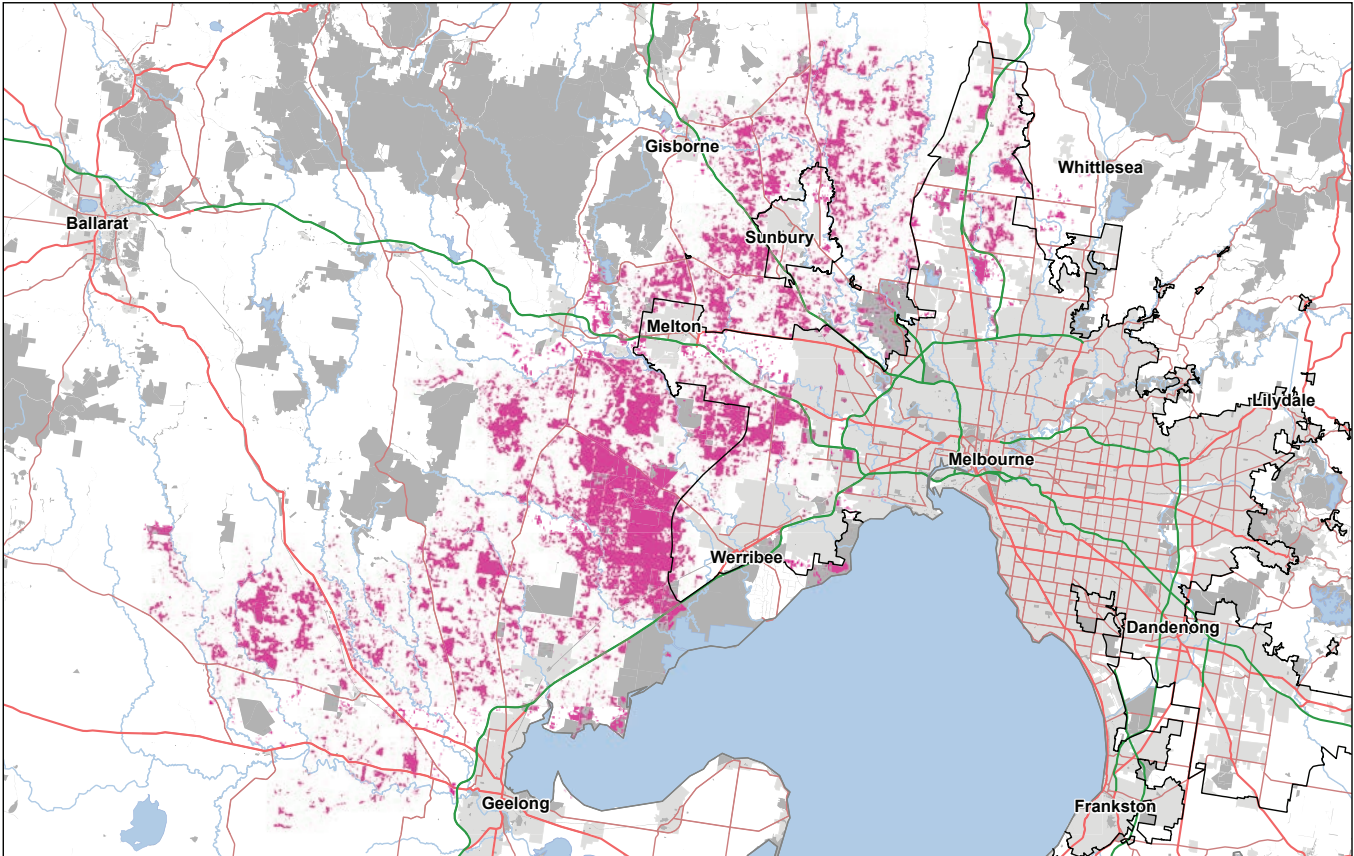 Gisborne
Whittlesea
Ballarat
Sunbury
Melton
Lilydale
Melbourne
Werribee
Dandenong
Geelong
Frankston